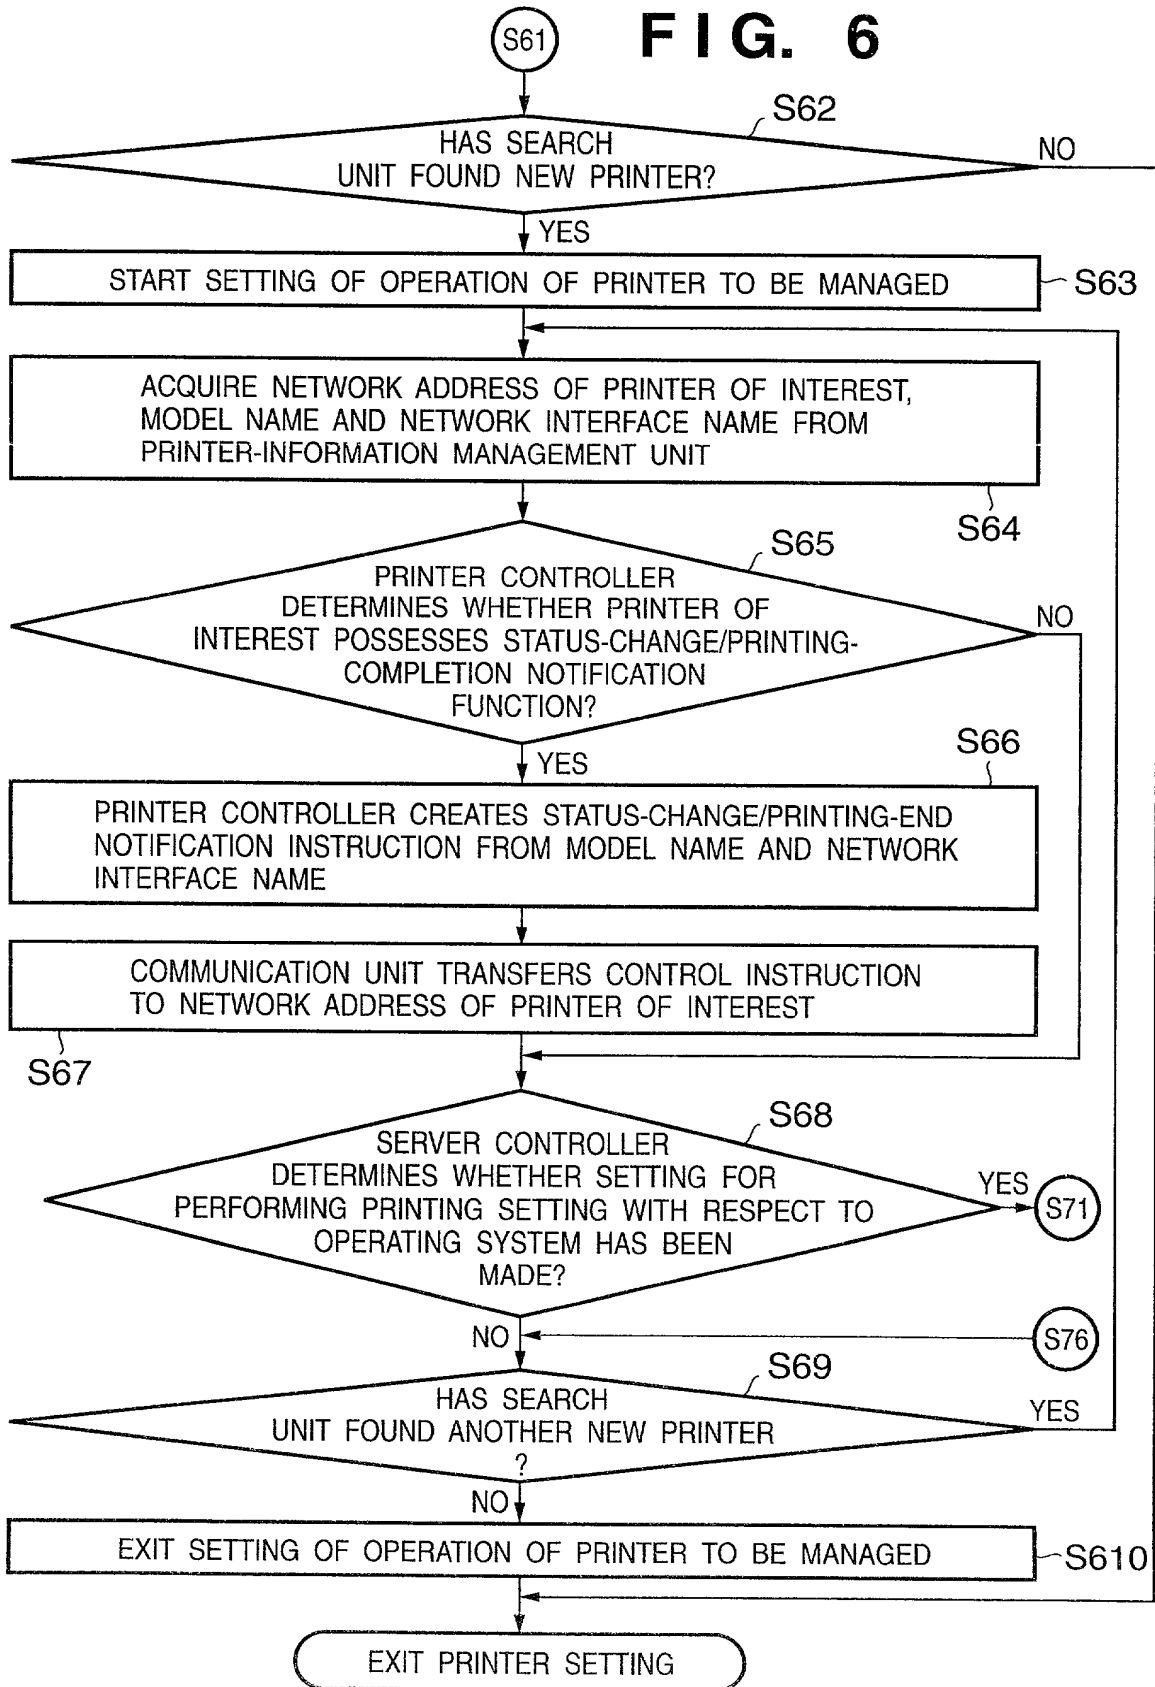 S61
FIG. 6
S62
HAS SEARCH
UNIT FOUND NEW PRINTER?
NO
YES
START SETTING OF OPERATION OF PRINTER TO BE MANAGED
S63
ACQUIRE NETWORK ADDRESS OF PRINTER OF INTEREST,
MODEL NAME AND NETWORK INTERFACE NAME FROM
PRINTER-INFORMATION MANAGEMENT UNIT
S64
S65
PRINTER CONTROLLER
DETERMINES WHETHER PRINTER OF
INTEREST POSSESSES STATUS-CHANGE/PRINTING-
COMPLETION NOTIFICATION
FUNCTION?
NO
YES
S66
PRINTER CONTROLLER CREATES STATUS-CHANGE/PRINTING-END
NOTIFICATION INSTRUCTION FROM MODEL NAME AND NETWORK
INTERFACE NAME
COMMUNICATION UNIT TRANSFERS CONTROL INSTRUCTION
TO NETWORK ADDRESS OF PRINTER OF INTEREST
S67
S68
SERVER CONTROLLER
DETERMINES WHETHER SETTING FOR
PERFORMING PRINTING SETTING WITH RESPECT TO
OPERATING SYSTEM HAS BEEN
MADE?
YES
S71
NO
S76
S69
HAS SEARCH
UNIT FOUND ANOTHER NEW PRINTER
?
YES
NO
EXIT SETTING OF OPERATION OF PRINTER TO BE MANAGED
S610
EXIT PRINTER SETTING